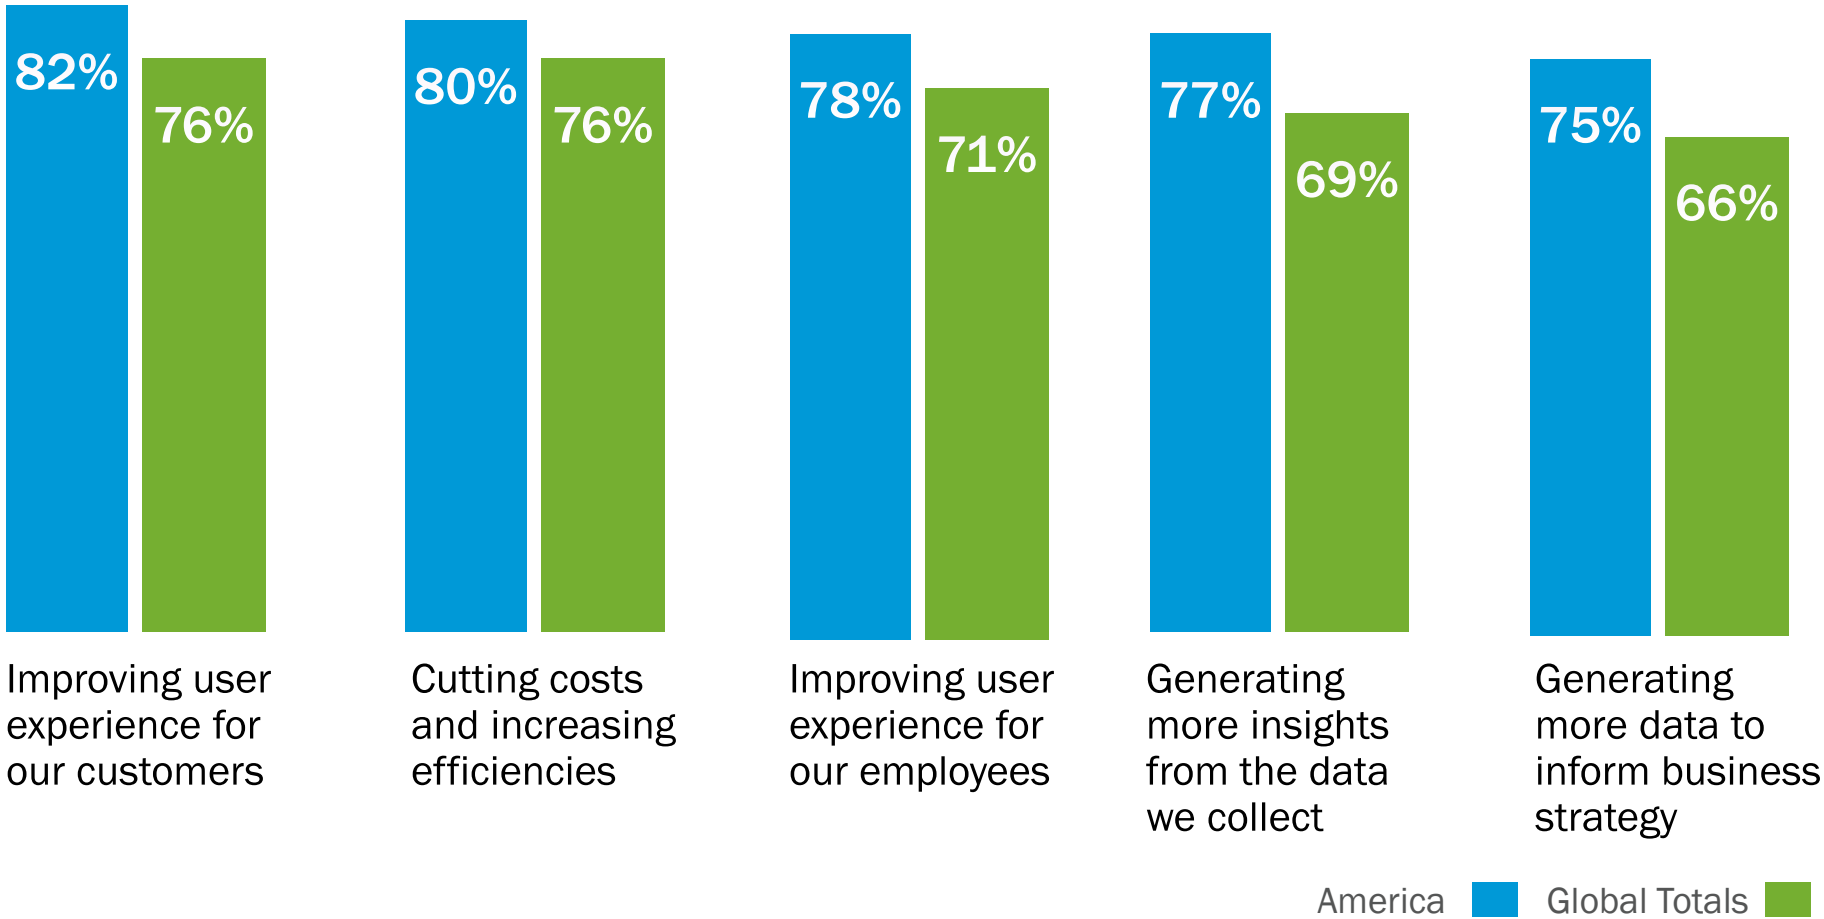 82%
76%
80%
76%
78%
71%
77%
69%
75%
66%
Improving user
experience for
our customers
Cutting costs
and increasing
efficiencies
Improving user
experience for
our employees
Generating
more insights
from the data
we collect
Generating
more data to
inform business
strategy
America
Global Totals